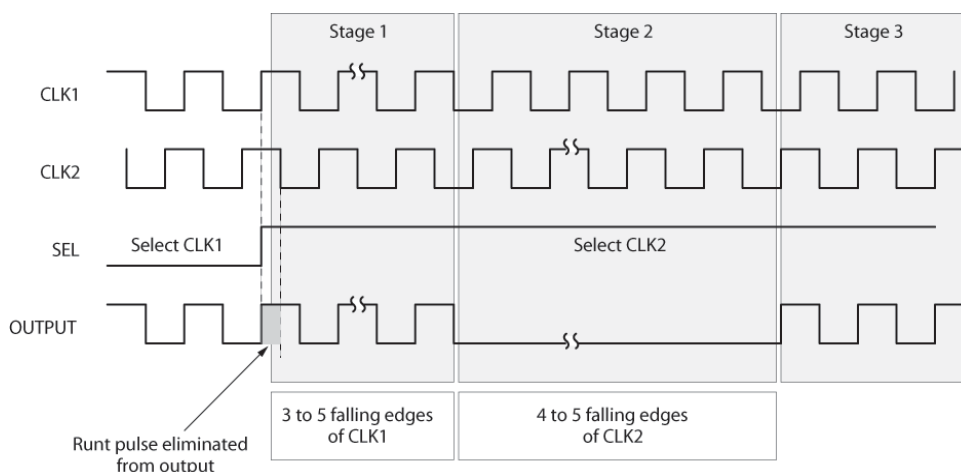 Stage 1
Stage 2
Stage 3
CLK1
CLK2
SEL
Select CLK1
Select CLK2
OUTPUT
3 to 5 falling edges
of CLK1
4 to 5 falling edges
of CLK2
Runt pulse eliminated
from output